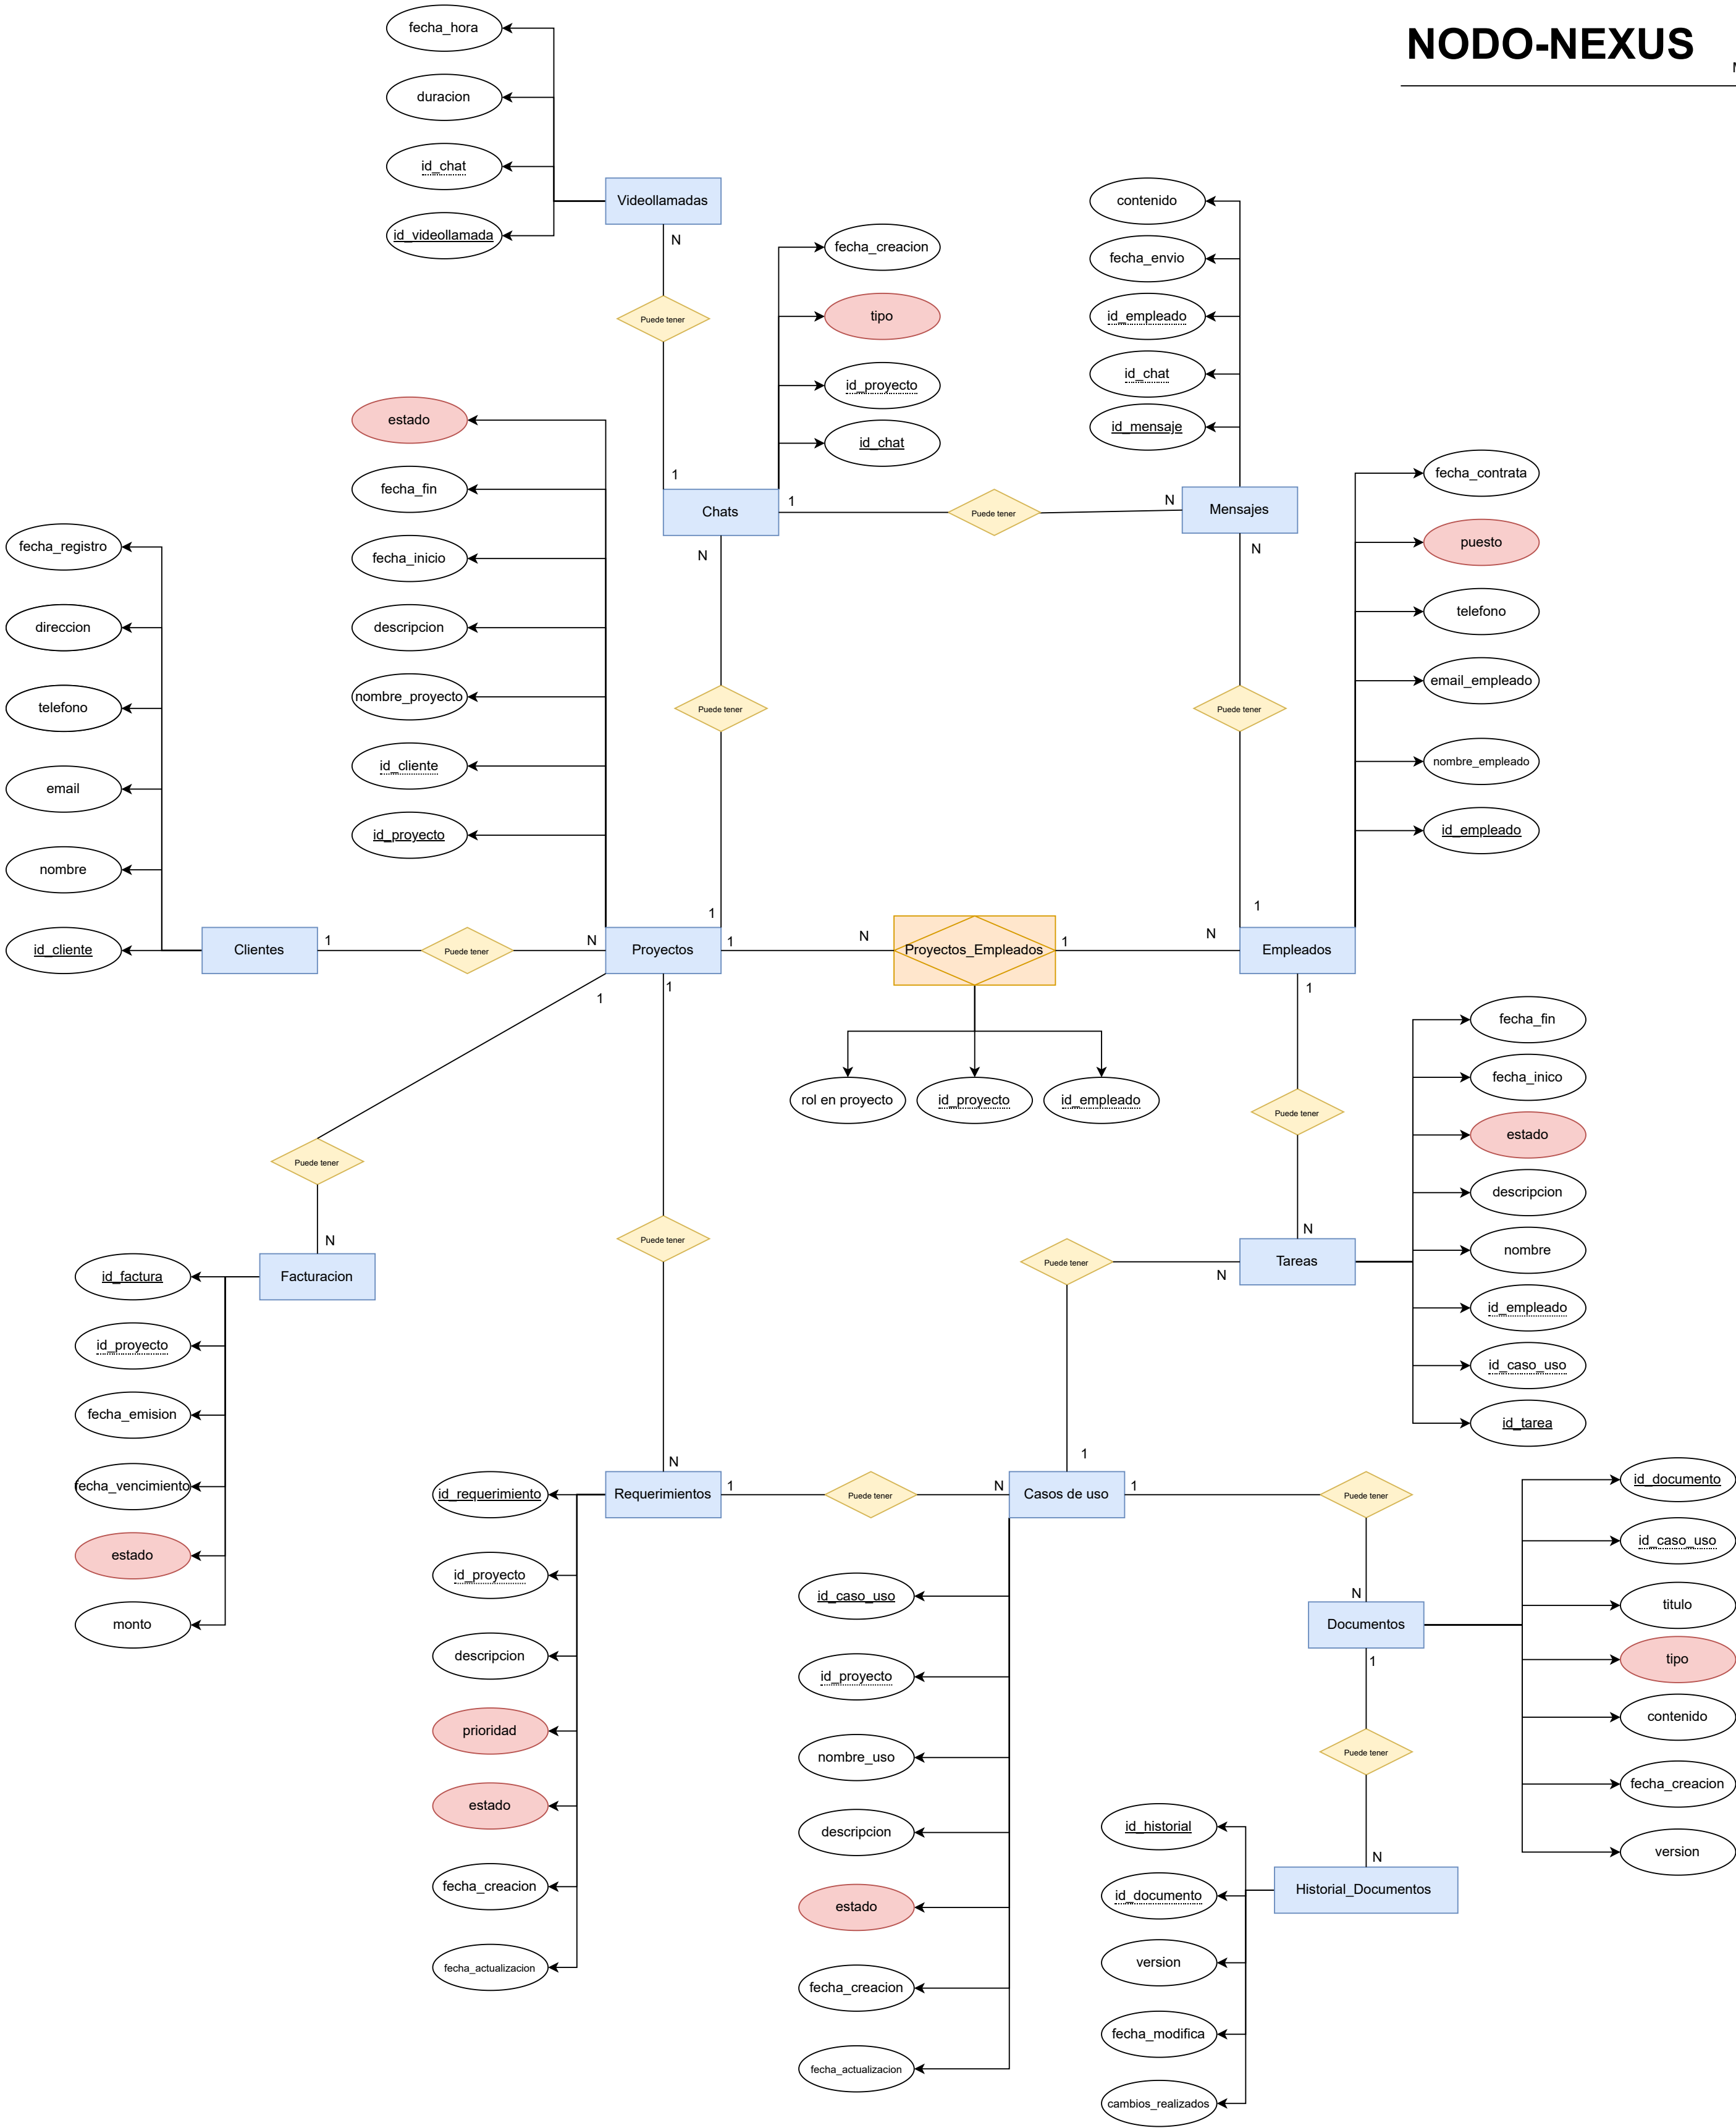 NODO-NEXUS
M
fecha_hora
duracion
id_chat
id_videollamada
Videollamadas
N
Puede tener
1
fecha_creacion
tipo
id_proyecto
id_chat
contenido
fecha_envio
id_empleado
id_chat
id_mensaje
Chats
1
Puede tener
N
Mensajes
N
N
Puede tener
Puede tener
1
1
estado
fecha_fin
fecha_inicio
descripcion
nombre_proyecto
id_cliente
id_proyecto
fecha_registro
direccion
telefono
email
nombre
id_cliente
fecha_contrata
puesto
telefono
email_empleado
nombre_empleado
id_empleado
Clientes
1
Puede tener
N
Proyectos
1
N
Proyectos_Empleados
1
N
Empleados
1
1
1
rol en proyecto
id_proyecto
id_empleado
Puede tener
N
Puede tener
N
Puede tener
N
fecha_fin
fecha_inico
estado
descripcion
nombre
id_empleado
id_caso_uso
id_tarea
Tareas
N
Puede tener
1
Facturacion
id_factura
id_proyecto
fecha_emision
fecha_vencimiento
estado
monto
Requerimientos
1
Puede tener
N
Casos de uso
1
Puede tener
N
id_requerimiento
id_proyecto
descripcion
prioridad
estado
fecha_creacion
fecha_actualizacion
id_caso_uso
id_proyecto
nombre_uso
descripcion
estado
fecha_creacion
fecha_actualizacion
Documentos
1
Puede tener
N
id_documento
id_caso_uso
titulo
tipo
contenido
fecha_creacion
version
Historial_Documentos
id_historial
id_documento
version
fecha_modifica
cambios_realizados